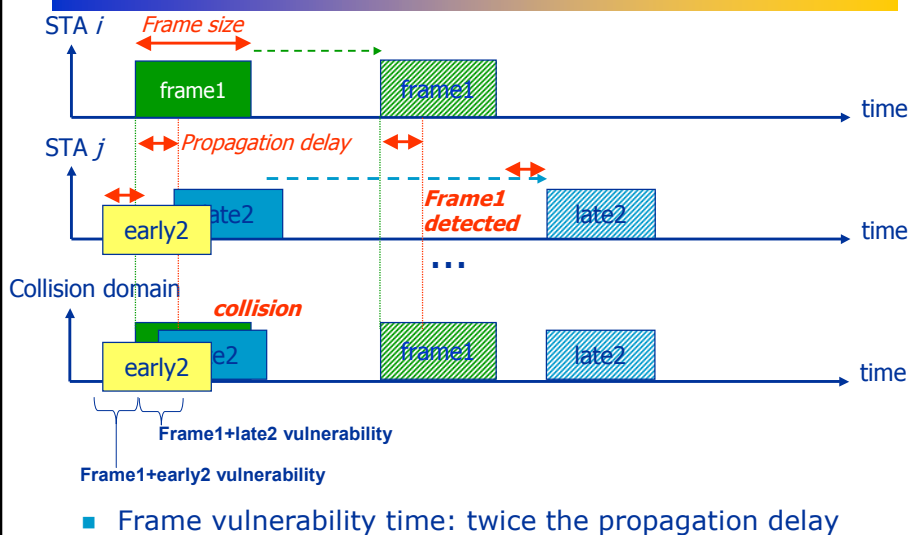 STA i
Frame size
frame1
frame1
time
STA j
Propagation delay
Frame1
detected
early2
late2
late2
time
...
Collision domain
collision
early2
e2
frame1
late2
time
Frame1+late2 vulnerability
Frame1+early2 vulnerability
Frame vulnerability time: twice the propagation delay